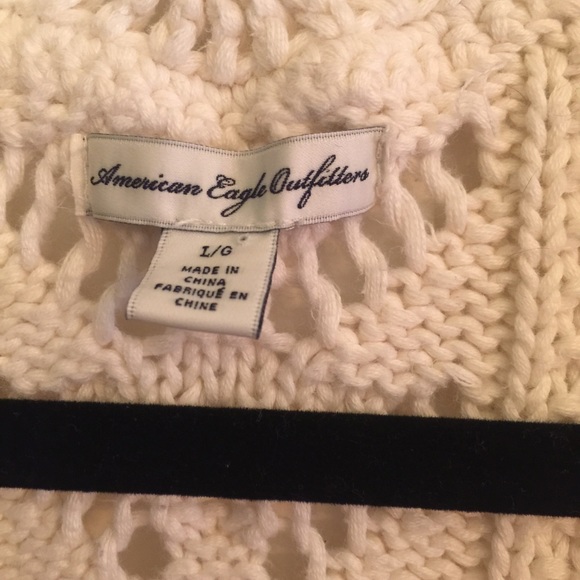 American Eagle Outfitters
L/G
MADE IN
CHINA
FABRIQUÉ EN
CHINE